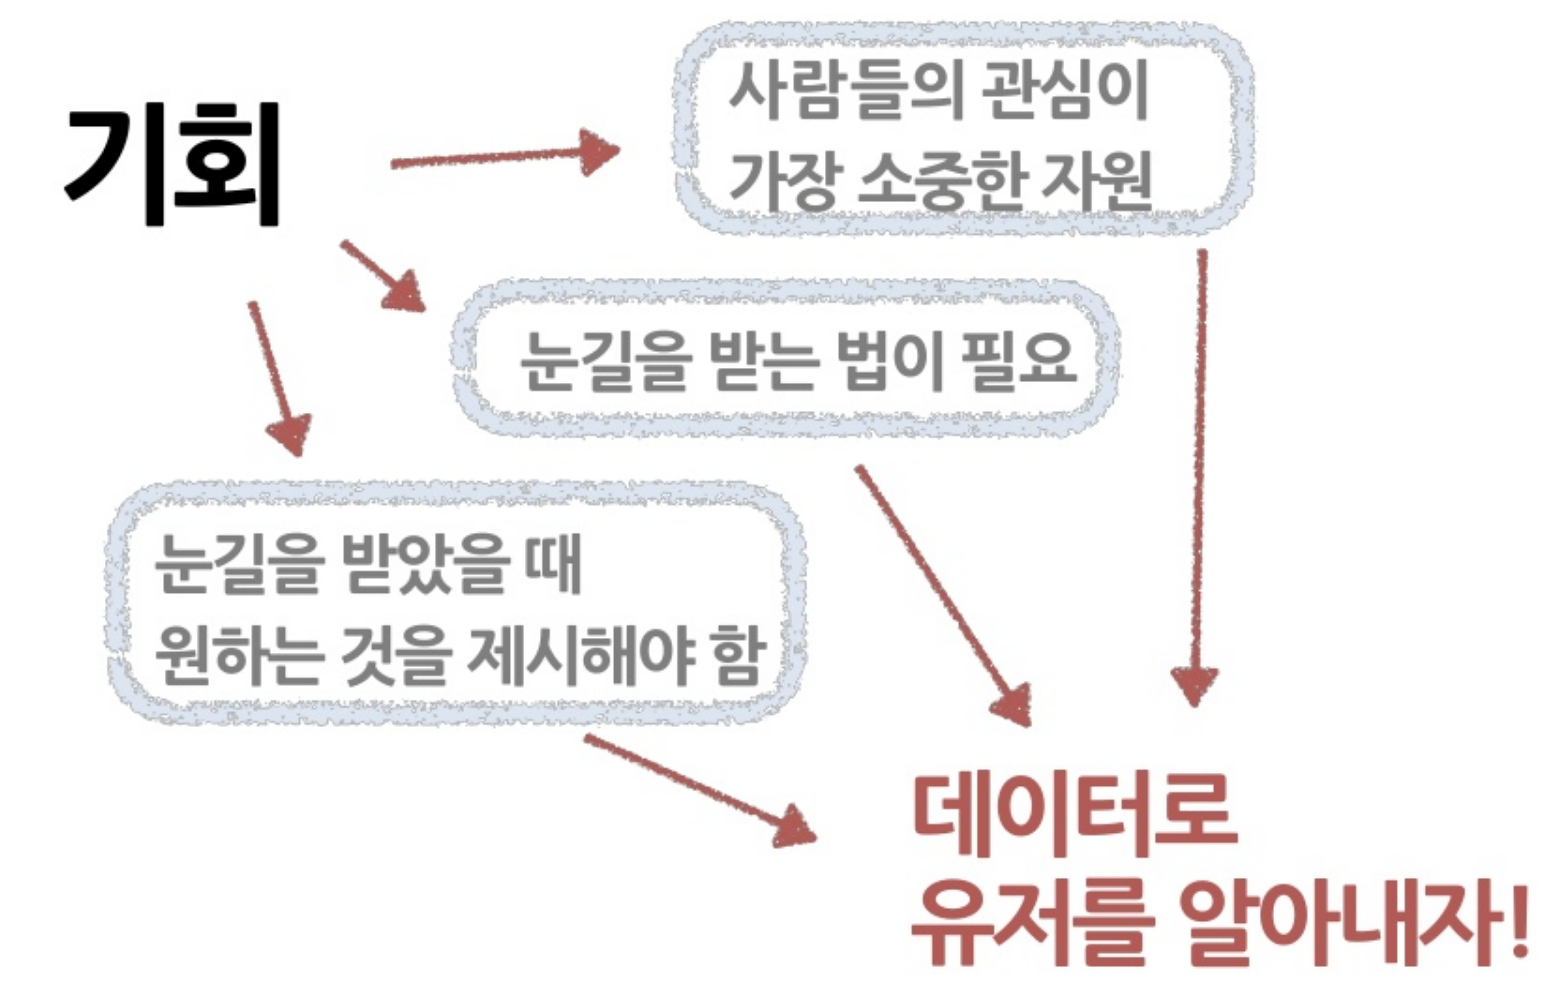 기회
사람들의 관심이
가장 소중한 자원
눈길을 받는 법이 필요
눈길을 받았을 때
원하는 것을 제시해야 함
데이터로
유저를 알아내자!